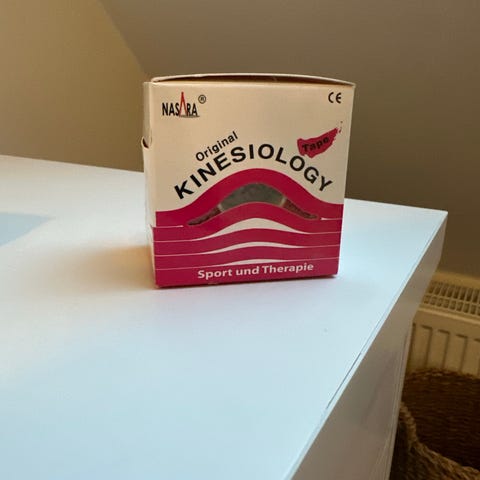 NASARA ®
CE
Original
KINESIOLOGY
Tape
Sport und Therapie